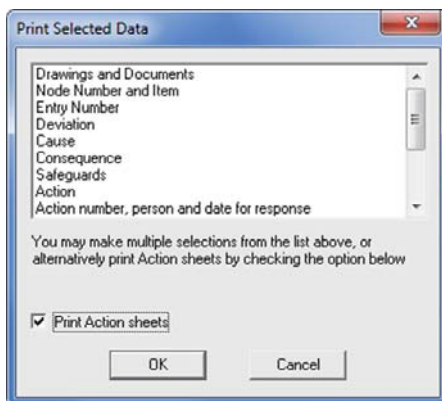 Print Selected Data
Drawings and Documents
Node Number and Item
Entry Number
Deviation
Cause
Consequence
Safeguards
Action
Action number, person and date for response
You may make multiple selections from the list above, or
alternatively print Action sheets by checking the option below
Print Action sheets
OK Cancel